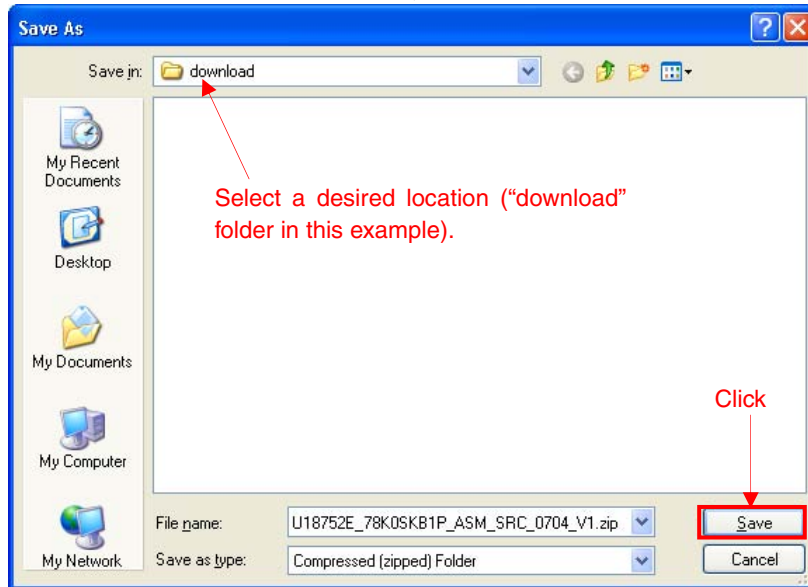 Save As
Save in:
download
My Recent
Documents
Desktop
My Documents
My Computer
My Network
Select a desired location (“download”
folder in this example).
Click
File name:
U18752E_78K0SKB1P_ASM_SRC_0704_V1.zip
Save
Save as type:
Compressed (zipped) Folder
Cancel